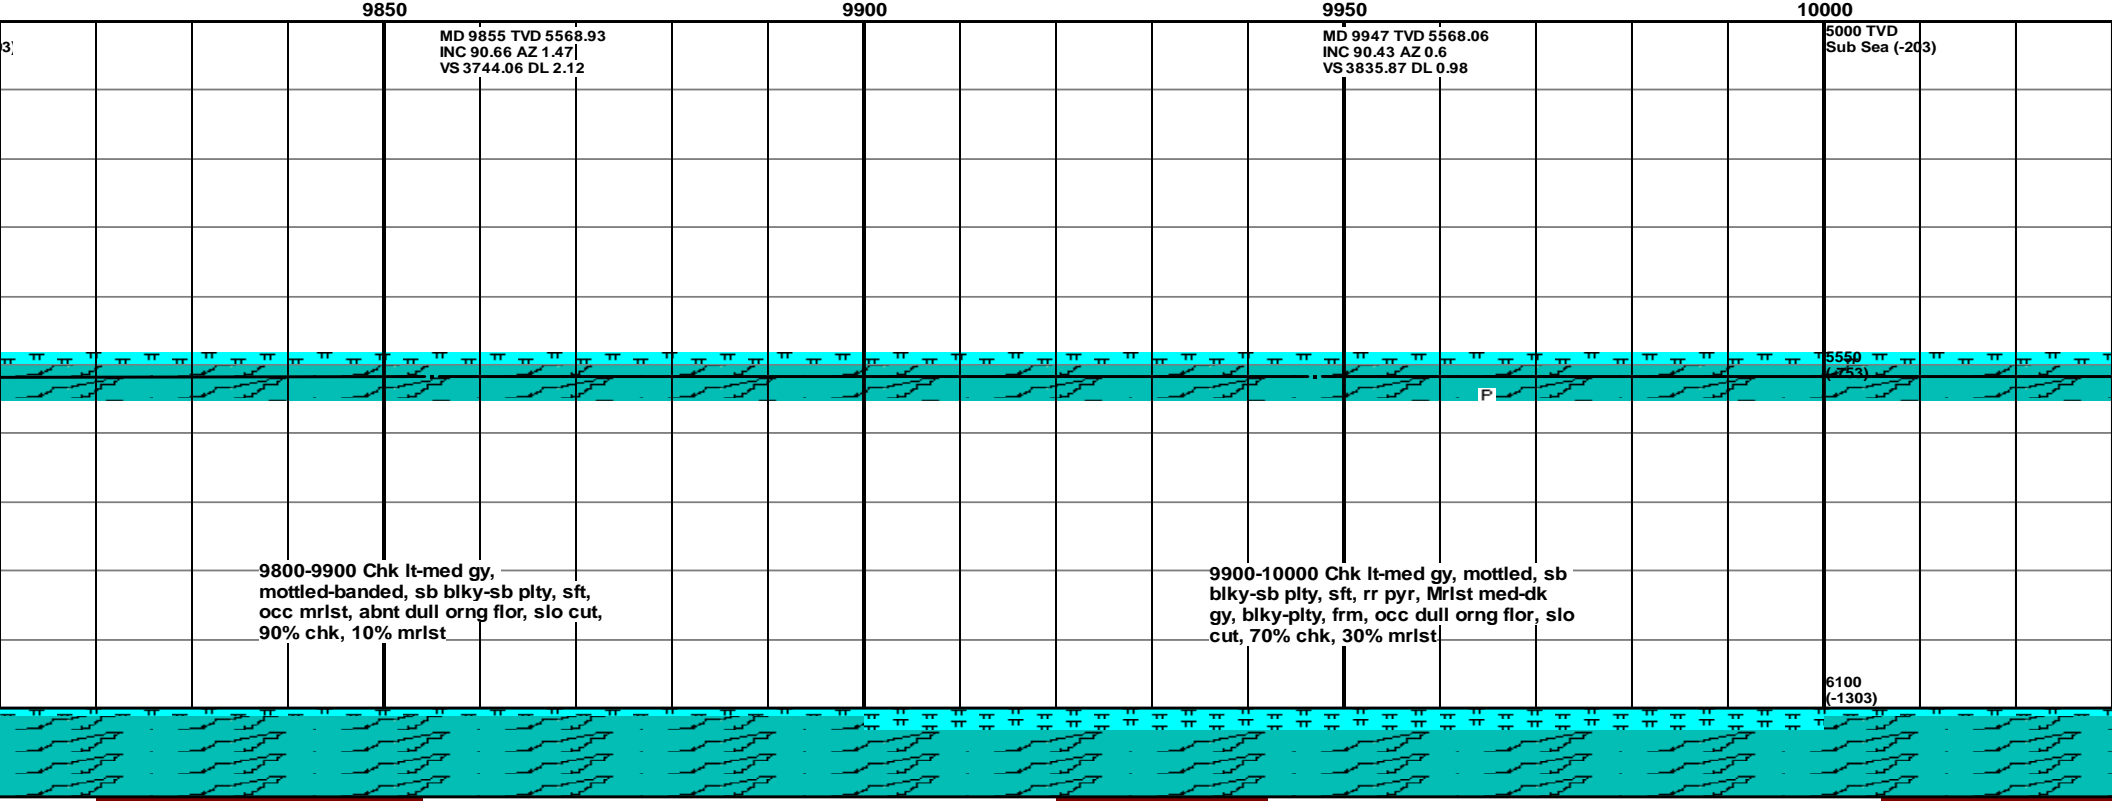 9850
9900
9950
10000
3)
MD 9855 TVD 5568.93
INC 90.66 AZ 1.47
VS 3744.06 DL 2.12
MD 9947 TVD 5568.06
INC 90.43 AZ 0.6
VS 3835.87 DL 0.98
5000 TVD
Sub Sea (-203)
5550
(-753)
P
9800-9900 Chk lt-med gy,
mottled-banded, sb blky-sb plty, sft,
occ mrlst, abnt dull orng flor, slo cut,
90% chk, 10% mrlst
9900-10000 Chk lt-med gy, mottled, sb
blky-sb plty, sft, rr pyr, Mrlst med-dk
gy, blky-plty, frm, occ dull orng flor, slo
cut, 70% chk, 30% mrlst
6100
(-1303)